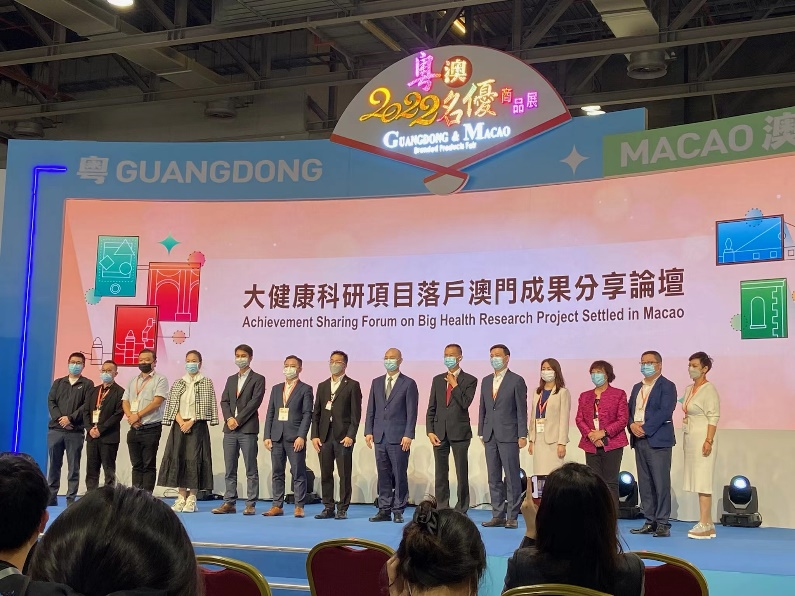 粤澳
2022名優商品展
GUANGDONG & MACAO
Branded Products Fair
粤 GUANGDONG
MACAO 澳
大健康科研項目落戶澳門成果分享論壇
Achievement Sharing Forum on Big Health Research Project Settled in Macao